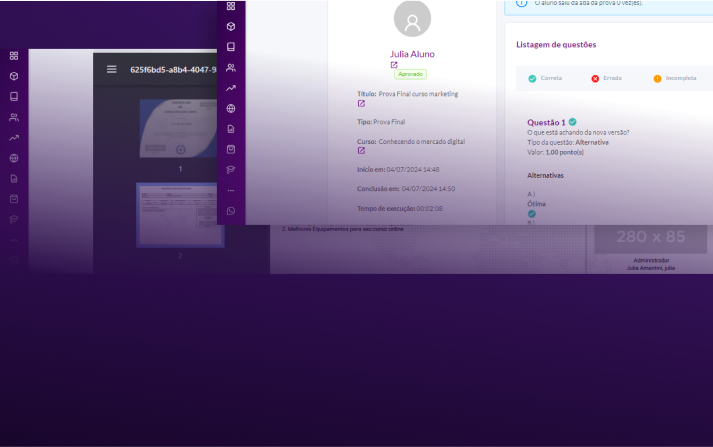 O aluno saiu da aba da prova 0 vez(es).
Julia Aluno
Aprovado
Título: Prova Final curso marketing
Tipo: Prova Final
Curso: Conhecendo o mercado digital
Início em: 04/07/2024 14:48
Conclusão em: 04/07/2024 14:50
Tempo de execução: 00:02:08
Listagem de questões
Correta
Errada
Incompleta
Questão 1
O que está achando da nova versão?
Tipo da questão: Alternativa
Valor: 1,00 ponto(s)
Alternativas
A )
Ótima
B )
625f6bd5-a8b4-4047-9
1
2
2. Melhores Equipamentos para seu curso online
280 x 85
Administrador
Julia Amentini, julie